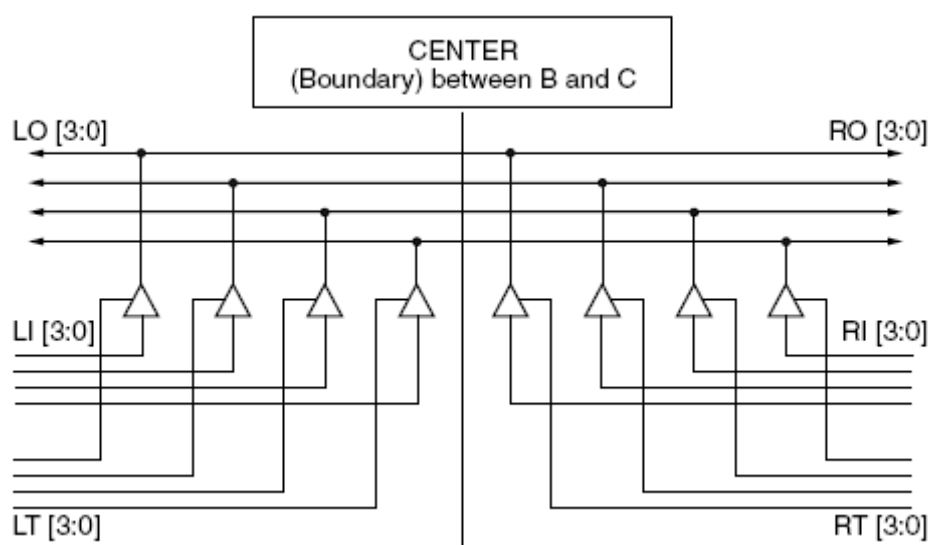 CENTER
(Boundary) between B and C
LO [3:0]
RO [3:0]
LI [3:0]
RI [3:0]
LT [3:0]
RT [3:0]